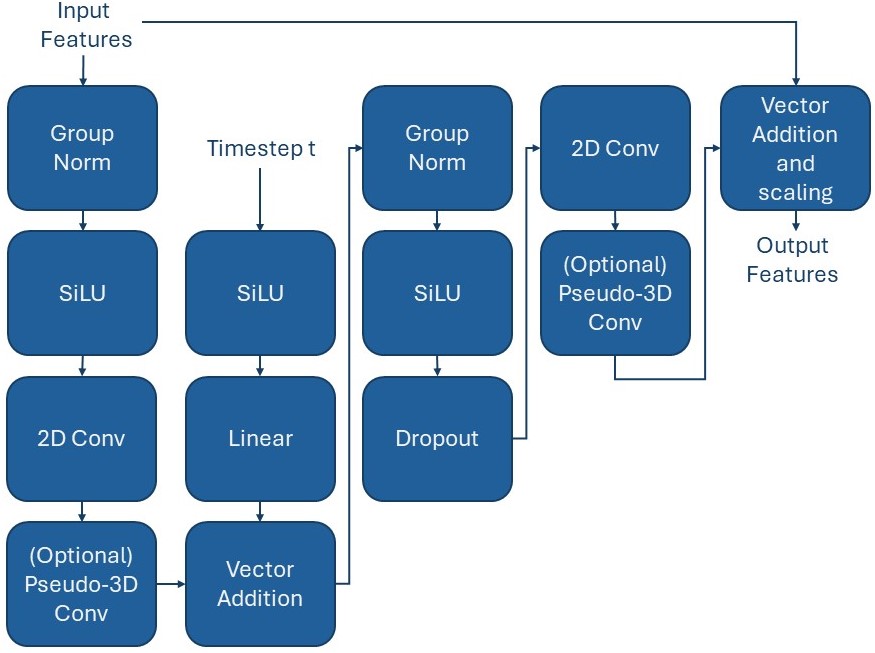 Input
Features
Group
Norm
SiLU
2D Conv
(Optional)
Pseudo-3D
Conv
Timestep t
SiLU
Linear
Vector
Addition
Group
Norm
SiLU
Dropout
2D Conv
(Optional)
Pseudo-3D
Conv
Vector
Addition
and
scaling
Output
Features